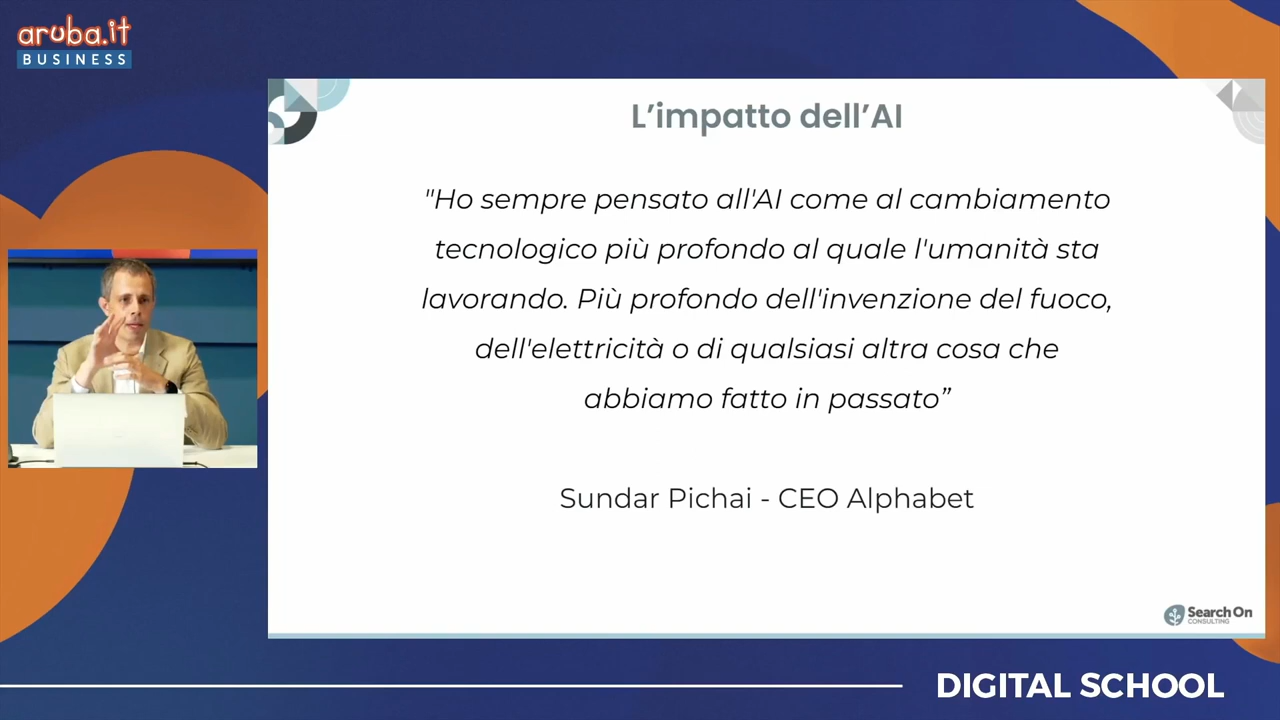 aruba.it
BUSINESS
L’impatto dell’AI
"Ho sempre pensato all'AI come al cambiamento
tecnologico più profondo al quale l'umanità sta
lavorando. Più profondo dell'invenzione del fuoco,
dell'elettricità o di qualsiasi altra cosa che
abbiamo fatto in passato”
Sundar Pichai - CEO Alphabet
Search On
CONSULTING
DIGITAL SCHOOL